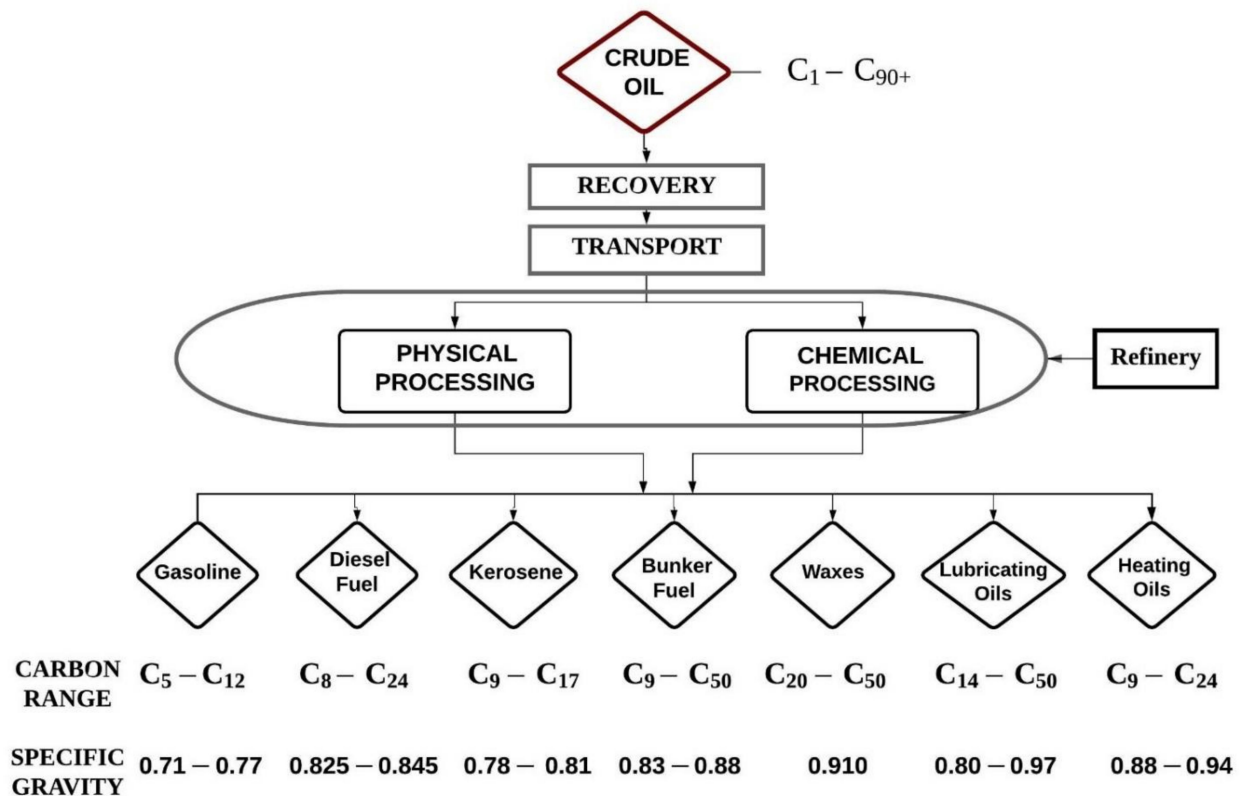 CRUDE
OIL
C₁ – C₉₀₊
RECOVERY
TRANSPORT
PHYSICAL
PROCESSING
CHEMICAL
PROCESSING
Refinery
Gasoline
Diesel
Fuel
Kerosene
Bunker
Fuel
Waxes
Lubricating
Oils
Heating
Oils
CARBON
RANGE
C₅ – C₁₂
C₈ – C₂₄
C₉ – C₁₇
C₉ – C₅₀
C₂₀ – C₅₀
C₁₄ – C₅₀
C₉ – C₂₄
SPECIFIC
GRAVITY
0.71 – 0.77
0.825 – 0.845
0.78 – 0.81
0.83 – 0.88
0.910
0.80 – 0.97
0.88 – 0.94